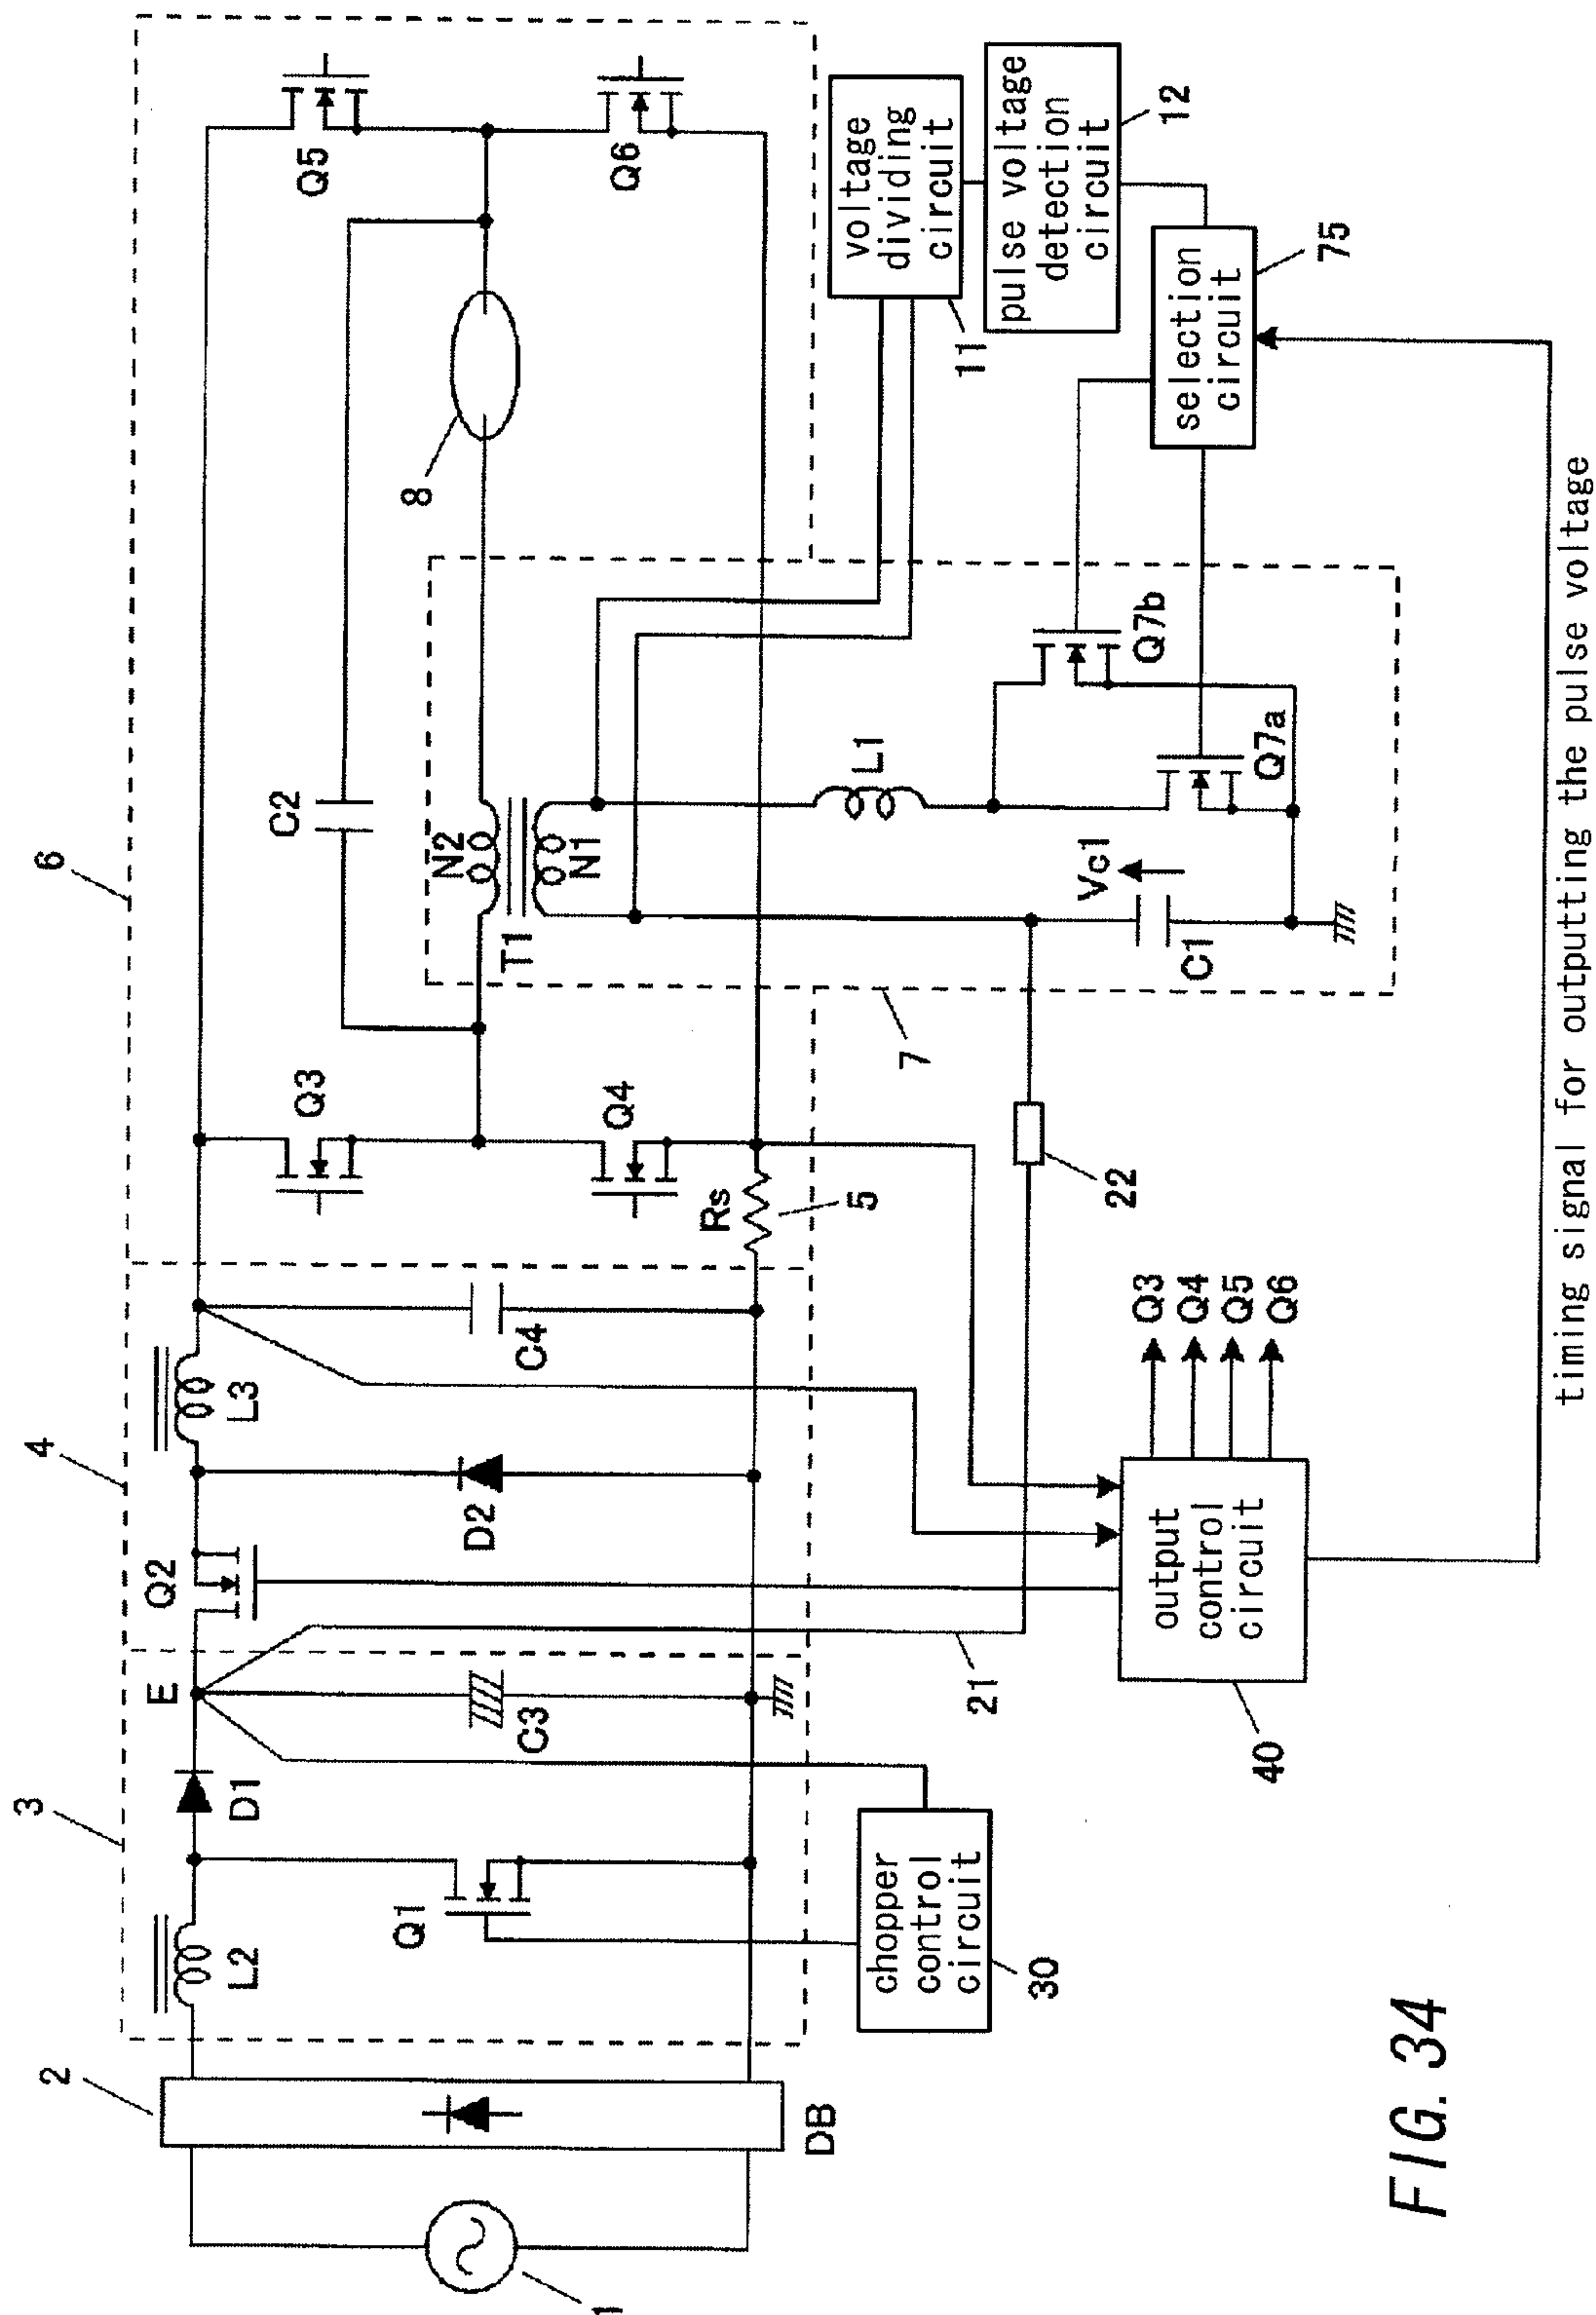 1
2
DB
3
L2
Q1
D1
E
C3
chopper
control
circuit
30
4
Q2
D2
L3
C4
21
output
control
circuit
40
Q3
Q4
Q5
Q6
6
Q3
Q4
Rs
5
22
C2
N2
N1
T1
7
L1
Vc1
C1
Q7a
Q7b
8
Q5
Q6
voltage
dividing
circuit
11
pulse voltage
detection
circuit
12
selection
circuit
75
timing signal for outputting the pulse voltage
FIG. 34